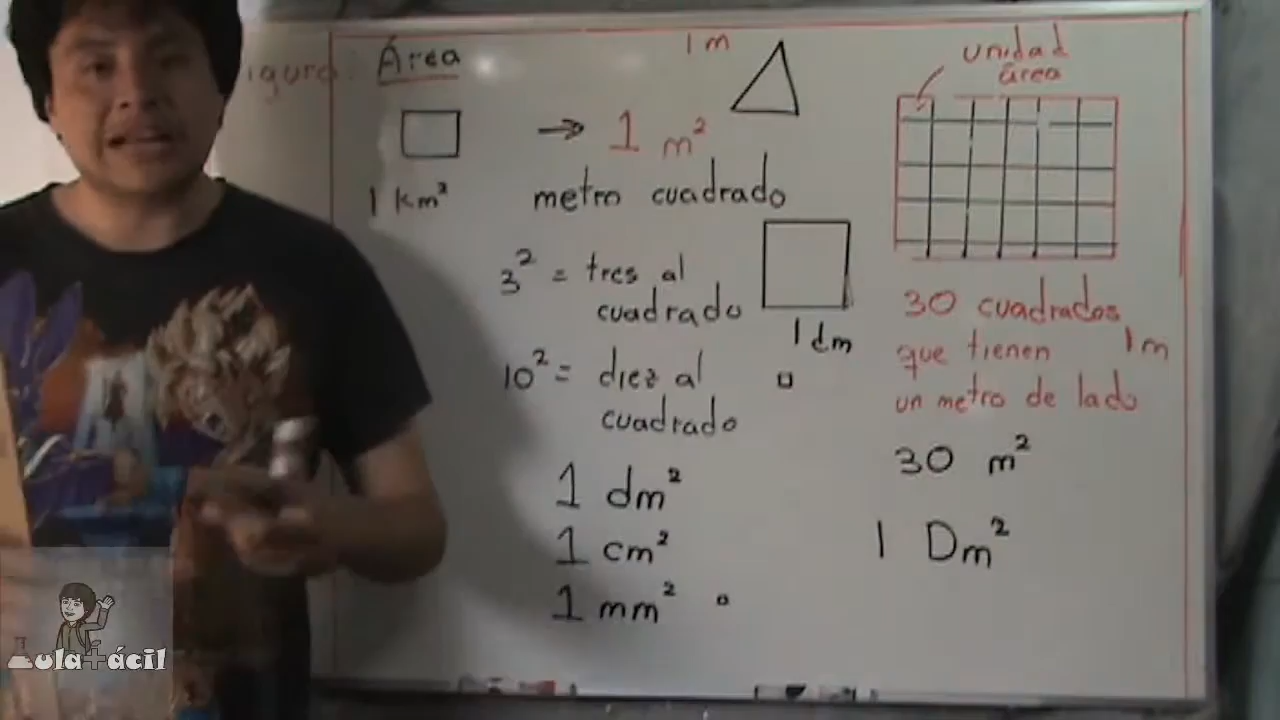 Área
1 m
unidad
área
→ 1 m²
1 km²
metro cuadrado
3² = tres al
cuadrado
1 dm
10² = diez al
cuadrado
30 cuadrados
que tienen 1 m
un metro de lado
30 m²
1 dm²
1 cm²
1 mm²
1 Dm²
Aula+ácil